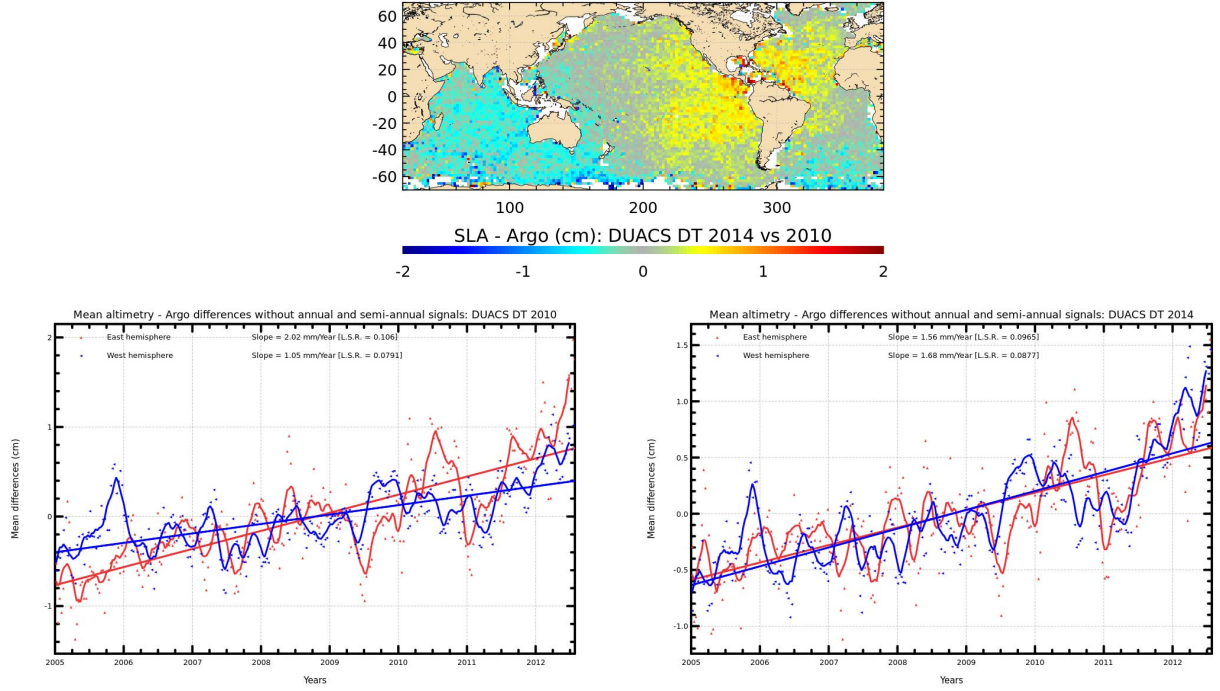 60
40
20
0
-20
-40
-60
100 200 300
SLA - Argo (cm): DUACS DT 2014 vs 2010
-2 -1 0 1 2
Mean altimetry - Argo differences without annual and semi-annual signals: DUACS DT 2010
East hemisphere Slope = 2.02 mm/Year [L.S.R. = 0.106]
West hemisphere Slope = 1.05 mm/Year [L.S.R. = 0.0791]
Mean differences (cm)
2
1
0
-1
2005 2006 2007 2008 2009 2010 2011 2012
Years
Mean altimetry - Argo differences without annual and semi-annual signals: DUACS DT 2014
East hemisphere Slope = 1.56 mm/Year [L.S.R. = 0.0965]
West hemisphere Slope = 1.68 mm/Year [L.S.R. = 0.0877]
Mean differences (cm)
1.5
1.0
0.5
0.0
-0.5
-1.0
2005 2006 2007 2008 2009 2010 2011 2012
Years